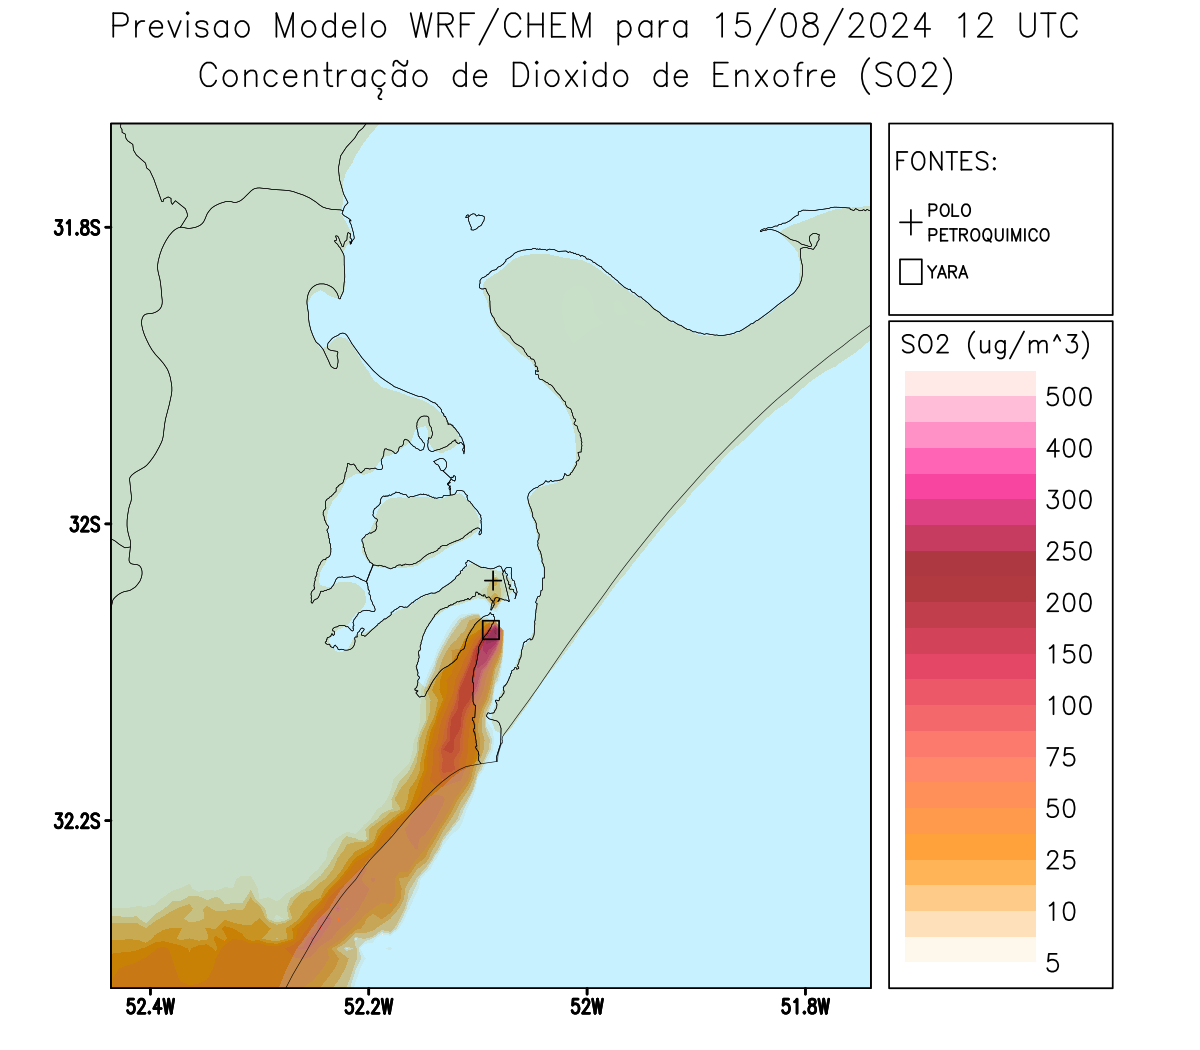 Previsao Modelo WRF/CHEM para 15/08/2024 12 UTC
Concentração de Dioxido de Enxofre (SO2)
FONTES:
POLO
PETROQUIMICO
YARA
SO2 (ug/m^3)
500
400
300
250
200
150
100
75
50
25
10
5
31.8S
32S
32.2S
52.4W
52.2W
52W
51.8W